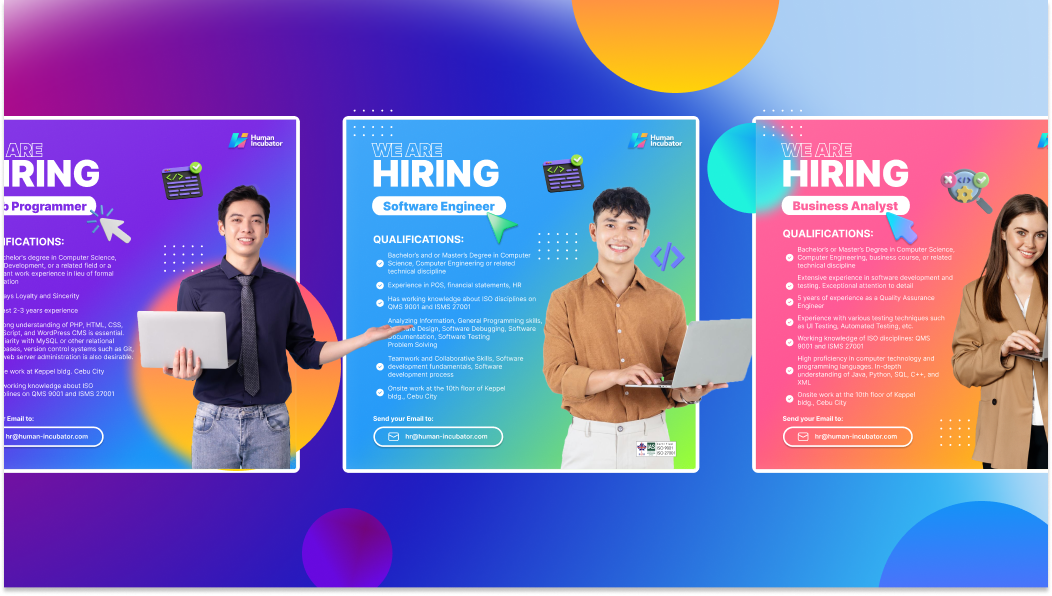 ARE
IRING
Human
Incubator
b Programmer
IFICATIONS:
chelor's degree in Computer Science,
Development, or a related field or a
ant work experience in lieu of formal
ation
ays Loyalty and Sincerity
ast 2-3 years experience
ong understanding of PHP, HTML, CSS,
Script, and WordPress CMS is essential.
iliarity with MySQL or other relational
bases, version control systems such as Git,
web server administration is also desirable.
te work at Keppel bldg, Cebu City
working knowledge about ISO
plines on QMS 9001 and ISMS 27001
r Email to:
hr@human-incubator.com
WE ARE
HIRING
Human
Incubator
Software Engineer
QUALIFICATIONS:
Bachelor's and or Master's Degree in Computer
Science, Computer Engineering or related
technical discipline
Experience in POS, financial statements, HR
Has working knowledge about ISO disciplines on
QMS 9001 and ISMS 27001
Analyzing Information, General Programming skills,
Design, Software Debugging, Software
Documentation, Software Testing
Problem Solving
Teamwork and Collaborative Skills, Software
development fundamentals, Software
development process
Onsite work at the 10th floor of Keppel
bldg., Cebu City
Send your Email to:
hr@human-incubator.com
ISO 9001
ISO 27001
WE ARE
HIRING
Business Analyst
QUALIFICATIONS:
Bachelor's or Master's Degree in Computer Science,
Computer Engineering, business course, or related
technical discipline
Extensive experience in software development and
testing. Exceptional attention to detail
5 years of experience as a Quality Assurance
Engineer
Experience with various testing techniques such
as UI Testing, Automated Testing, etc.
Working knowledge of ISO disciplines: QMS
9001 and ISMS 27001
High proficiency in computer technology and
programming languages. In-depth
understanding of Java, Python, SQL, C++, and
XML
Onsite work at the 10th floor of Keppel
bldg., Cebu City
Send your Email to:
hr@human-incubator.com